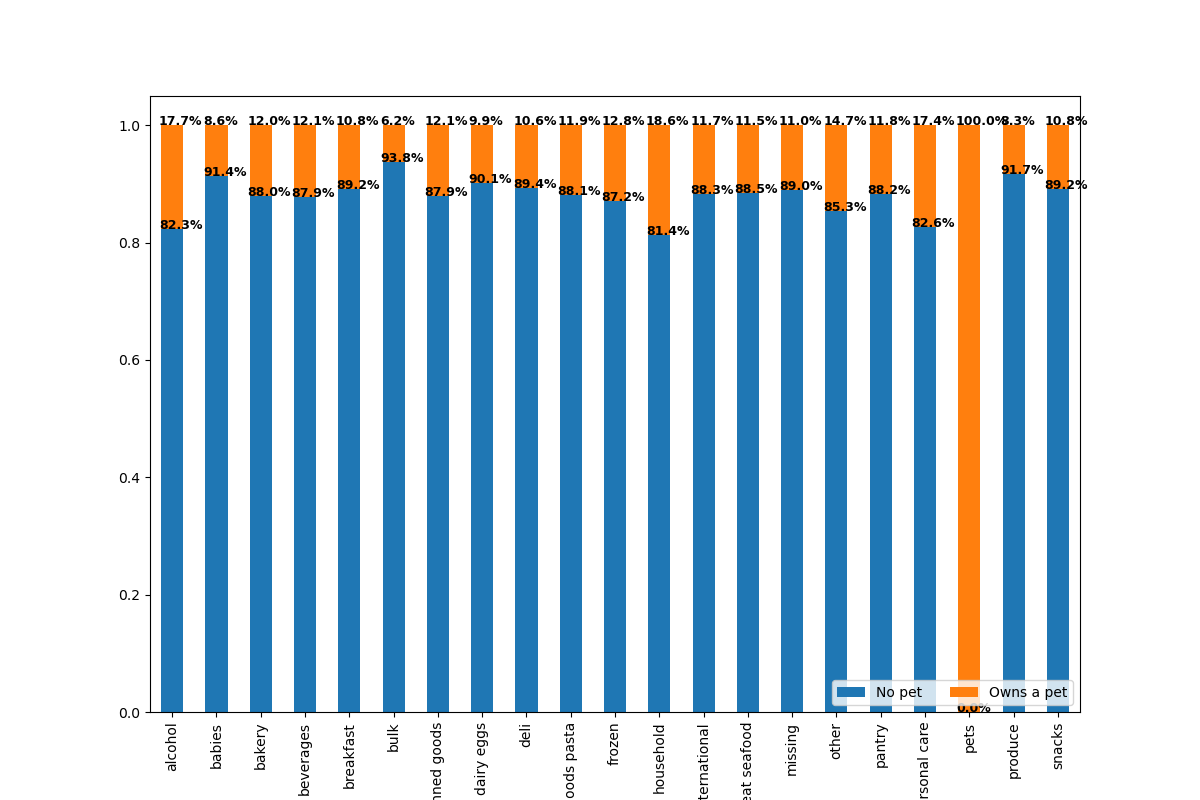 17.7% 8.6% 12.0% 12.1% 10.8% 6.2% 12.1% 9.9% 10.6% 11.9% 12.8% 18.6% 11.7% 11.5% 11.0% 14.7% 11.8% 17.4% 100.0% 8.3% 10.8%
82.3% 91.4% 88.0% 87.9% 89.2% 93.8% 87.9% 90.1% 89.4% 88.1% 87.2% 81.4% 88.3% 88.5% 89.0% 85.3% 88.2% 82.6% 0.0% 91.7% 89.2%
1.0
0.8
0.6
0.4
0.2
0.0
No pet Owns a pet
alcohol
babies
bakery
beverages
breakfast
bulk
nned goods
dairy eggs
deli
oods pasta
frozen
household
ternational
eat seafood
missing
other
pantry
rsonal care
pets
produce
snacks